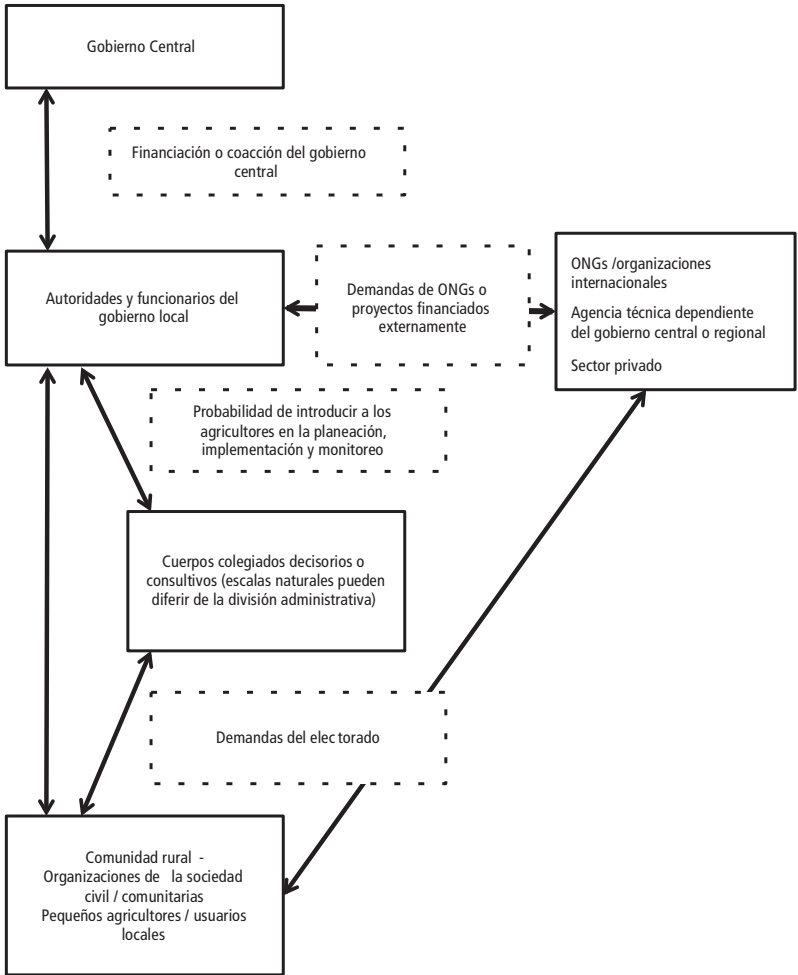 Gobierno Central
Financiación o coacción del gobierno
central
Autoridades y funcionarios del
gobierno local
Demandas de ONGs o
proyectos financiados
externamente
ONGs /organizaciones
internacionales
Agencia técnica dependiente
del gobierno central o regional
Sector privado
Probabilidad de introducir a los
agricultores en la planeación,
implementación y monitoreo
Cuerpos colegiados decisorios o
consultivos (escalas naturales pueden
diferir de la división administrativa)
Demandas del elec torado
Comunidad rural -
Organizaciones de la sociedad
civil / comunitarias
Pequeños agricultores / usuarios
locales